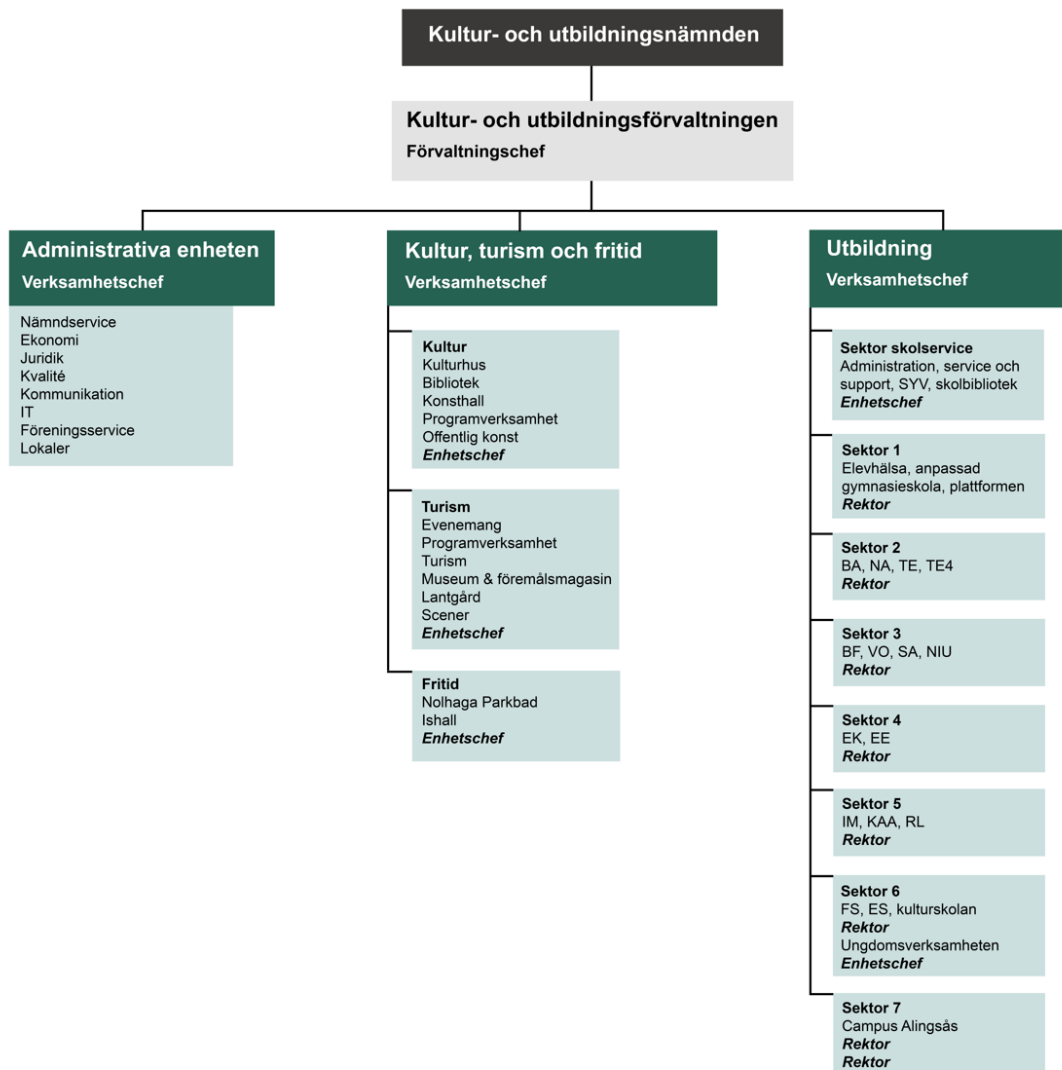 Kultur- och utbildningsnämnden
Kultur- och utbildningsförvaltningen
Förvaltningschef
Administrativa enheten
Verksamhetschef
Nämndservice
Ekonomi
Juridik
Kvalité
Kommunikation
IT
Föreningsservice
Lokaler
Kultur, turism och fritid
Verksamhetschef
Kultur
Kulturhus
Bibliotek
Konsthall
Programverksamhet
Offentlig konst
Enhetschef
Turism
Evenemang
Programverksamhet
Turism
Museum & föremålsmagasin
Lantgård
Scener
Enhetschef
Fritid
Nolhaga Parkbad
Ishall
Enhetschef
Utbildning
Verksamhetschef
Sektor skolservice
Administration, service och
support, SYV, skolbibliotek
Enhetschef
Sektor 1
Elevhälsa, anpassad
gymnasieskola, plattformen
Rektor
Sektor 2
BA, NA, TE, TE4
Rektor
Sektor 3
BF, VO, SA, NIU
Rektor
Sektor 4
EK, EE
Rektor
Sektor 5
IM, KAA, RL
Rektor
Sektor 6
FS, ES, kulturskolan
Rektor
Ungdomsverksamheten
Enhetschef
Sektor 7
Campus Alingsås
Rektor
Rektor